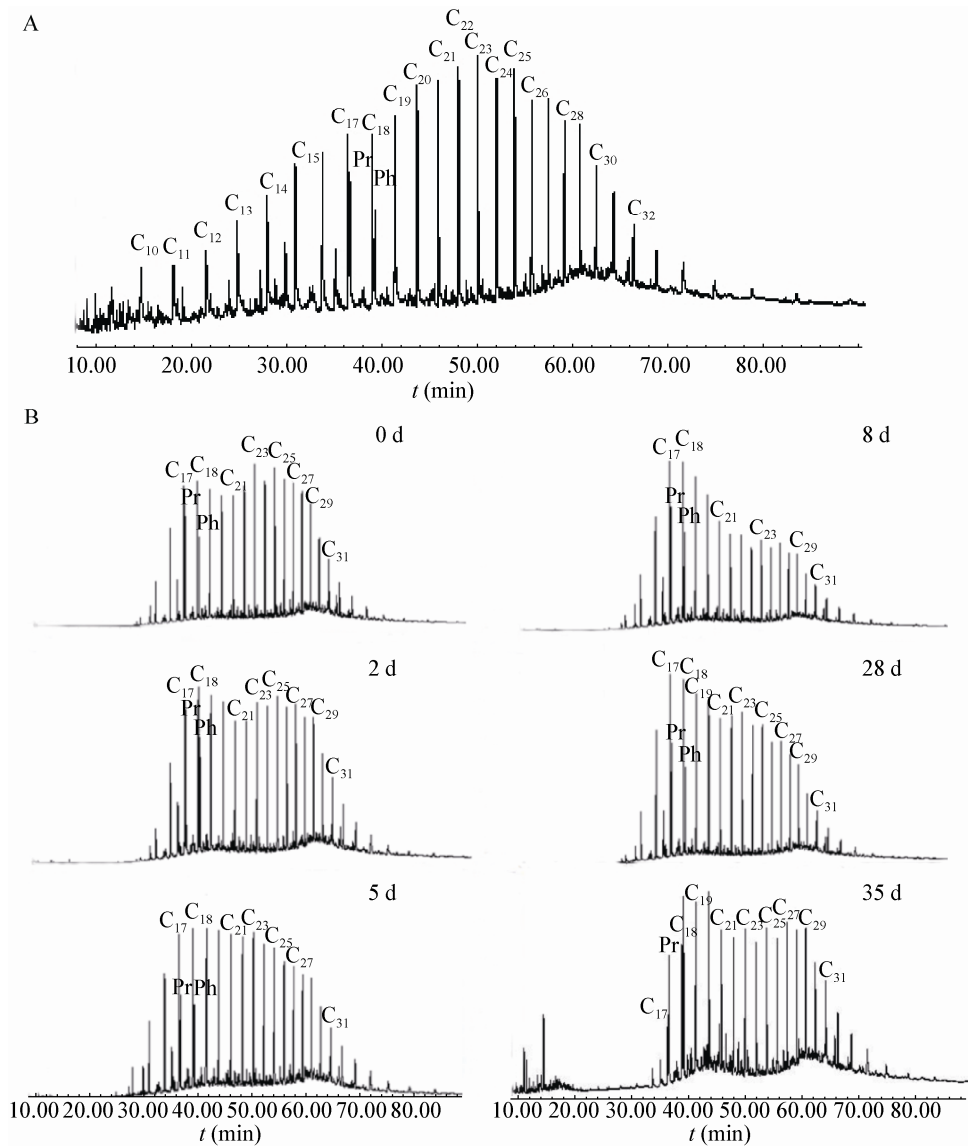 A
C₂₂
C₂₁ C₂₃ C₂₅
C₂₀ C₂₄
C₁₉ C₂₆
C₁₇ C₁₈ C₂₈
C₁₅ Pr Ph C₃₀
C₁₄
C₁₃ C₃₂
C₁₂
C₁₀ C₁₁
10.00 20.00 30.00 40.00 50.00 60.00 70.00 80.00
t (min)
B
0 d
C₁₇ C₁₈ C₂₁ C₂₃ C₂₅ C₂₇ C₂₉ C₃₁
Pr Ph
8 d
C₁₇ C₁₈ C₂₁ C₂₃ C₂₉ C₃₁
Pr Ph
2 d
C₁₇ C₁₈ C₂₁ C₂₃ C₂₅ C₂₇ C₂₉ C₃₁
Pr Ph
28 d
C₁₇ C₁₈ C₁₉ C₂₁ C₂₃ C₂₅ C₂₇ C₂₉ C₃₁
Pr Ph
5 d
C₁₇ C₁₈ C₂₁ C₂₃ C₂₅ C₂₇ C₃₁
Pr Ph
10.00 20.00 30.00 40.00 50.00 60.00 70.00 80.00
t (min)
35 d
C₁₇ Pr C₁₈ C₁₉ C₂₁ C₂₃ C₂₅ C₂₇ C₂₉ C₃₁
10.00 20.00 30.00 40.00 50.00 60.00 70.00 80.00
t (min)